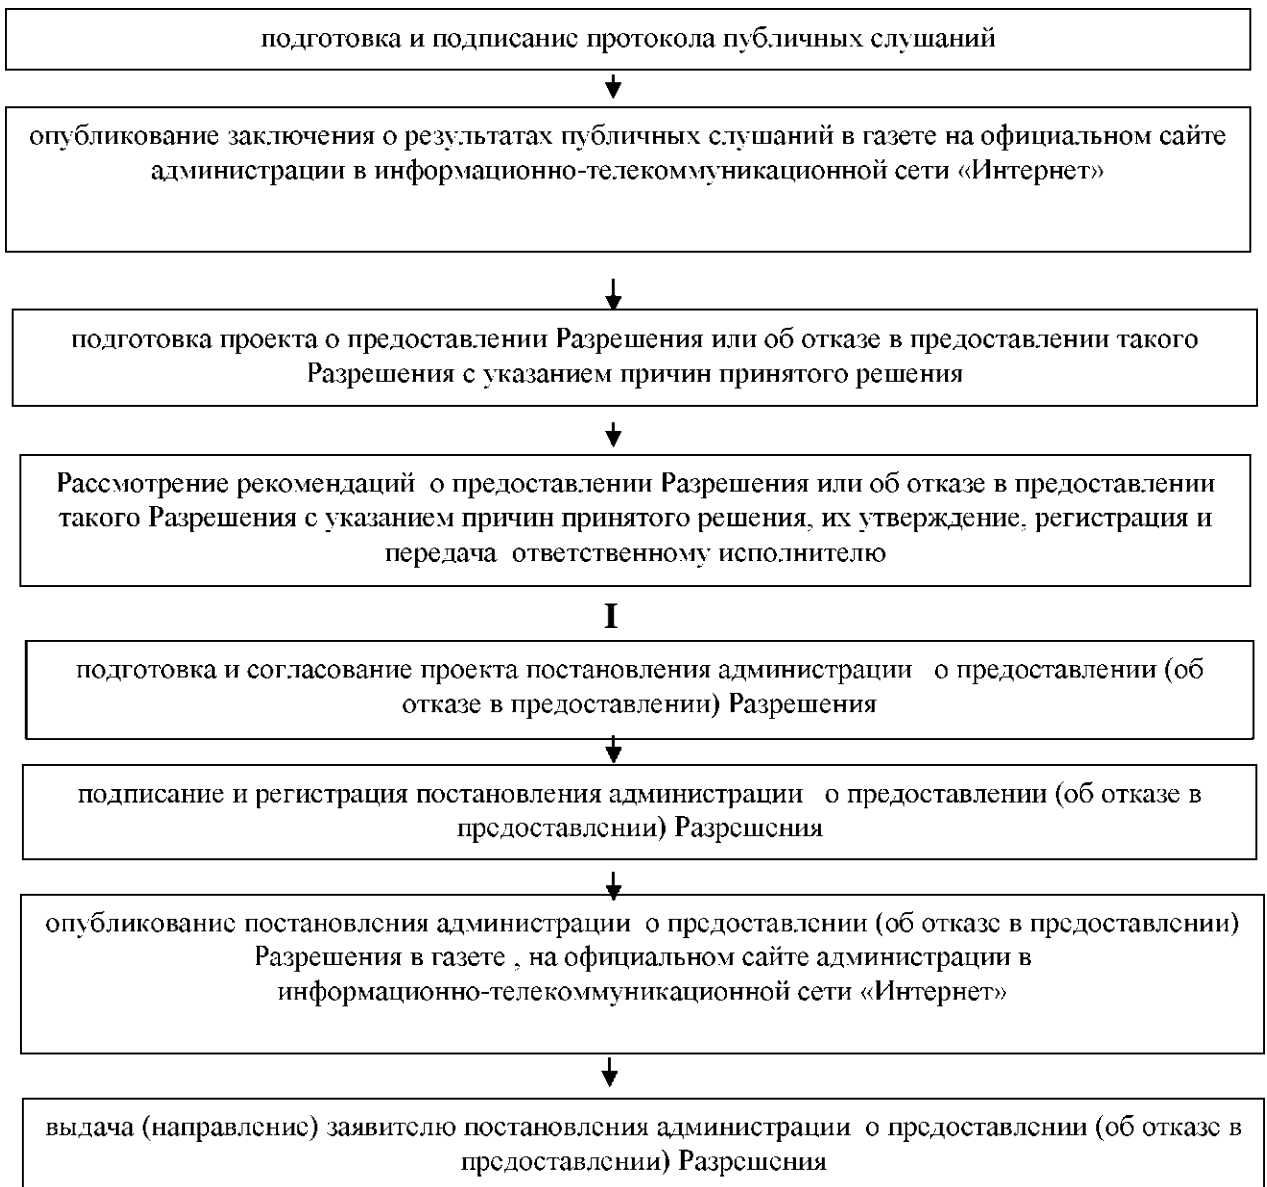 подготовка и подписание протокола публичных слушаний
опубликование заключения о результатах публичных слушаний в газете на официальном сайте
администрации в информационно-телекоммуникационной сети «Интернет»
подготовка проекта о предоставлении Разрешения или об отказе в предоставлении такого
Разрешения с указанием причин принятого решения
Рассмотрение рекомендаций о предоставлении Разрешения или об отказе в предоставлении
такого Разрешения с указанием причин принятого решения, их утверждение, регистрация и
передача ответственному исполнителю
I
подготовка и согласование проекта постановления администрации о предоставлении (об
отказе в предоставлении) Разрешения
подписание и регистрация постановления администрации о предоставлении (об отказе в
предоставлении) Разрешения
опубликование постановления администрации о предоставлении (об отказе в предоставлении)
Разрешения в газете , на официальном сайте администрации в
информационно-телекоммуникационной сети «Интернет»
выдача (направление) заявителю постановления администрации о предоставлении (об отказе в
предоставлении) Разрешения